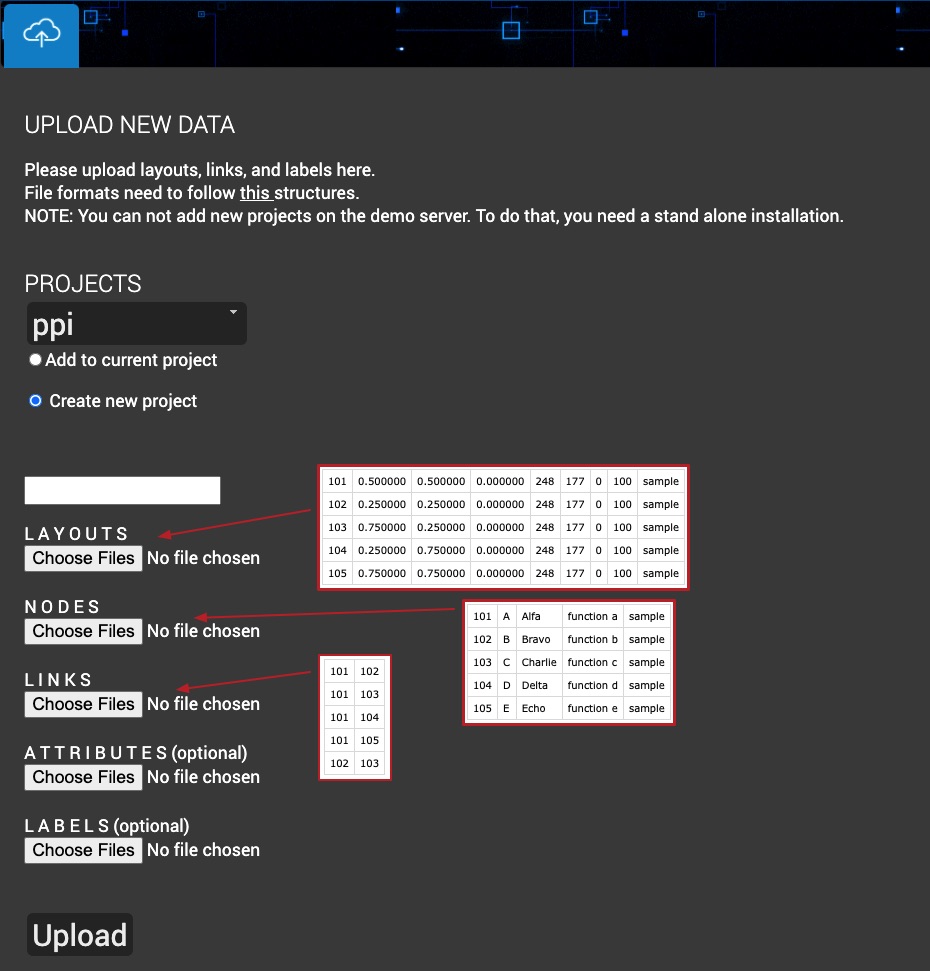 UPLOAD NEW DATA
Please upload layouts, links, and labels here.
File formats need to follow this structures.
NOTE: You can not add new projects on the demo server. To do that, you need a stand alone installation.
PROJECTS
ppi
Add to current project
Create new project
101 0.500000 0.500000 0.000000 248 177 0 100 sample
102 0.250000 0.250000 0.000000 248 177 0 100 sample
103 0.750000 0.250000 0.000000 248 177 0 100 sample
104 0.250000 0.750000 0.000000 248 177 0 100 sample
105 0.750000 0.750000 0.000000 248 177 0 100 sample
LAYOUTS
Choose Files No file chosen
NODES
Choose Files No file chosen
101 A Alfa function a sample
102 B Bravo function b sample
103 C Charlie function c sample
104 D Delta function d sample
105 E Echo function e sample
LINKS
Choose Files No file chosen
101 102
101 103
101 104
101 105
102 103
ATTRIBUTES (optional)
Choose Files No file chosen
LABELS (optional)
Choose Files No file chosen
Upload